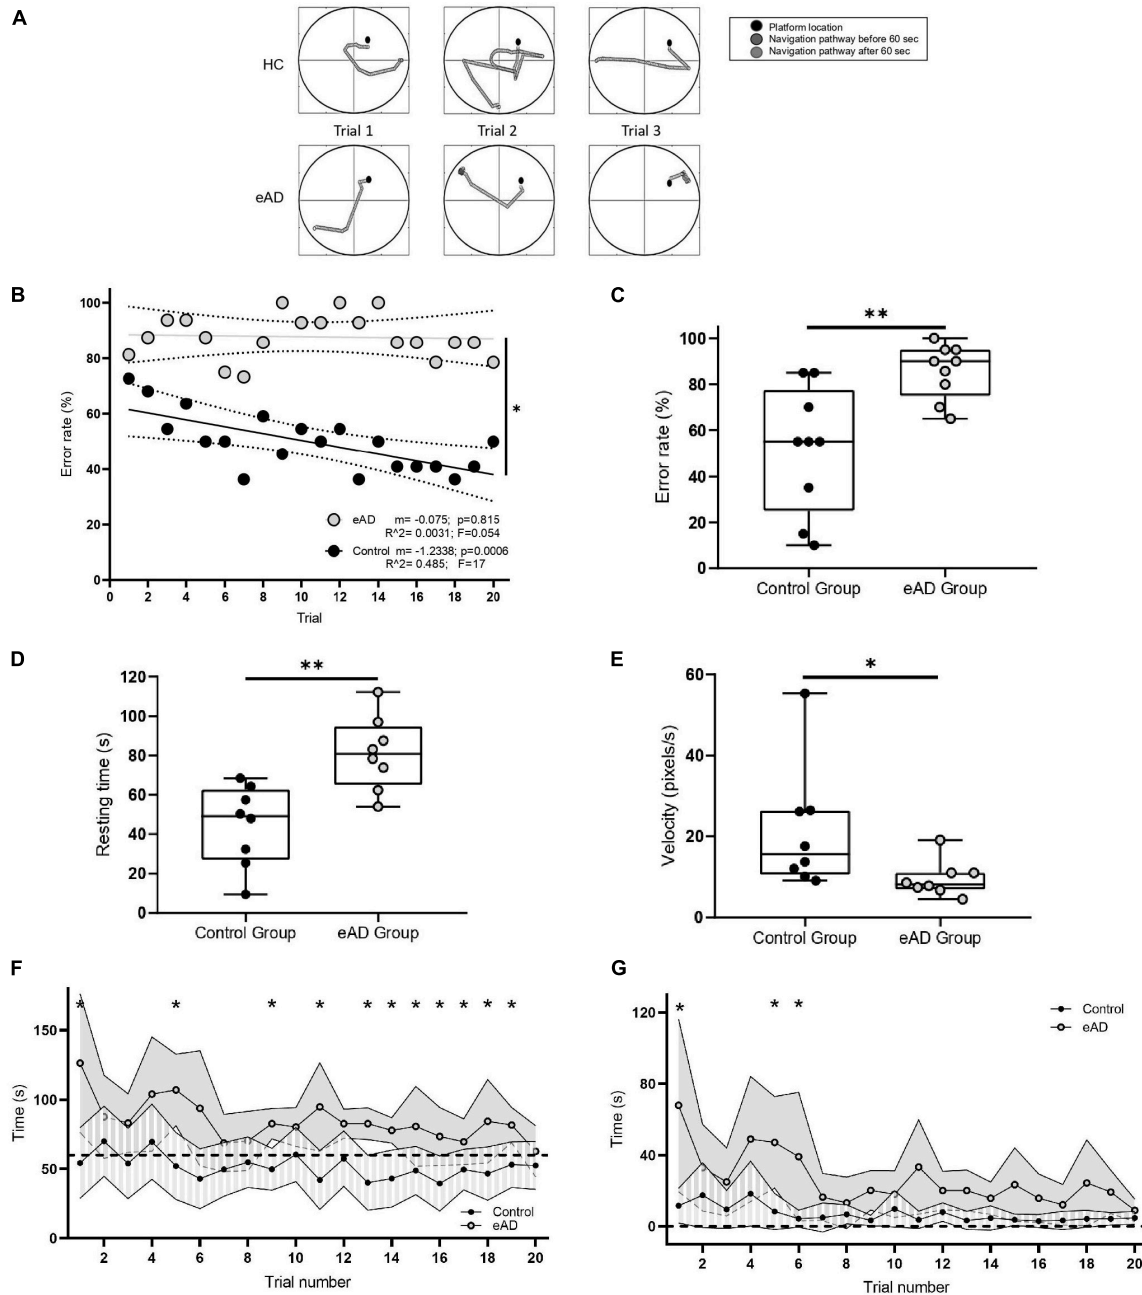 A
HC
Platform location
Navigation pathway before 60 sec
Navigation pathway after 60 sec
Trial 1
Trial 2
Trial 3
eAD
B
Error rate (%)
100
80
60
40
20
0
*
eAD m= -0.075; p=0.815
R^2= 0.0031; F=0.054
Control m= -1.2338; p=0.0006
R^2= 0.485; F=17
0 2 4 6 8 10 12 14 16 18 20
Trial
C
**
Error rate (%)
100
80
60
40
20
0
Control Group eAD Group
D
**
Resting time (s)
120
100
80
60
40
20
0
Control Group eAD Group
E
*
Velocity (pixels/s)
60
40
20
0
Control Group eAD Group
F
* * * * * * * * * * *
Time (s)
150
100
50
0
Control
eAD
2 4 6 8 10 12 14 16 18 20
Trial number
G
* * *
Control
eAD
Time (s)
120
80
40
0
2 4 6 8 10 12 14 16 18 20
Trial number